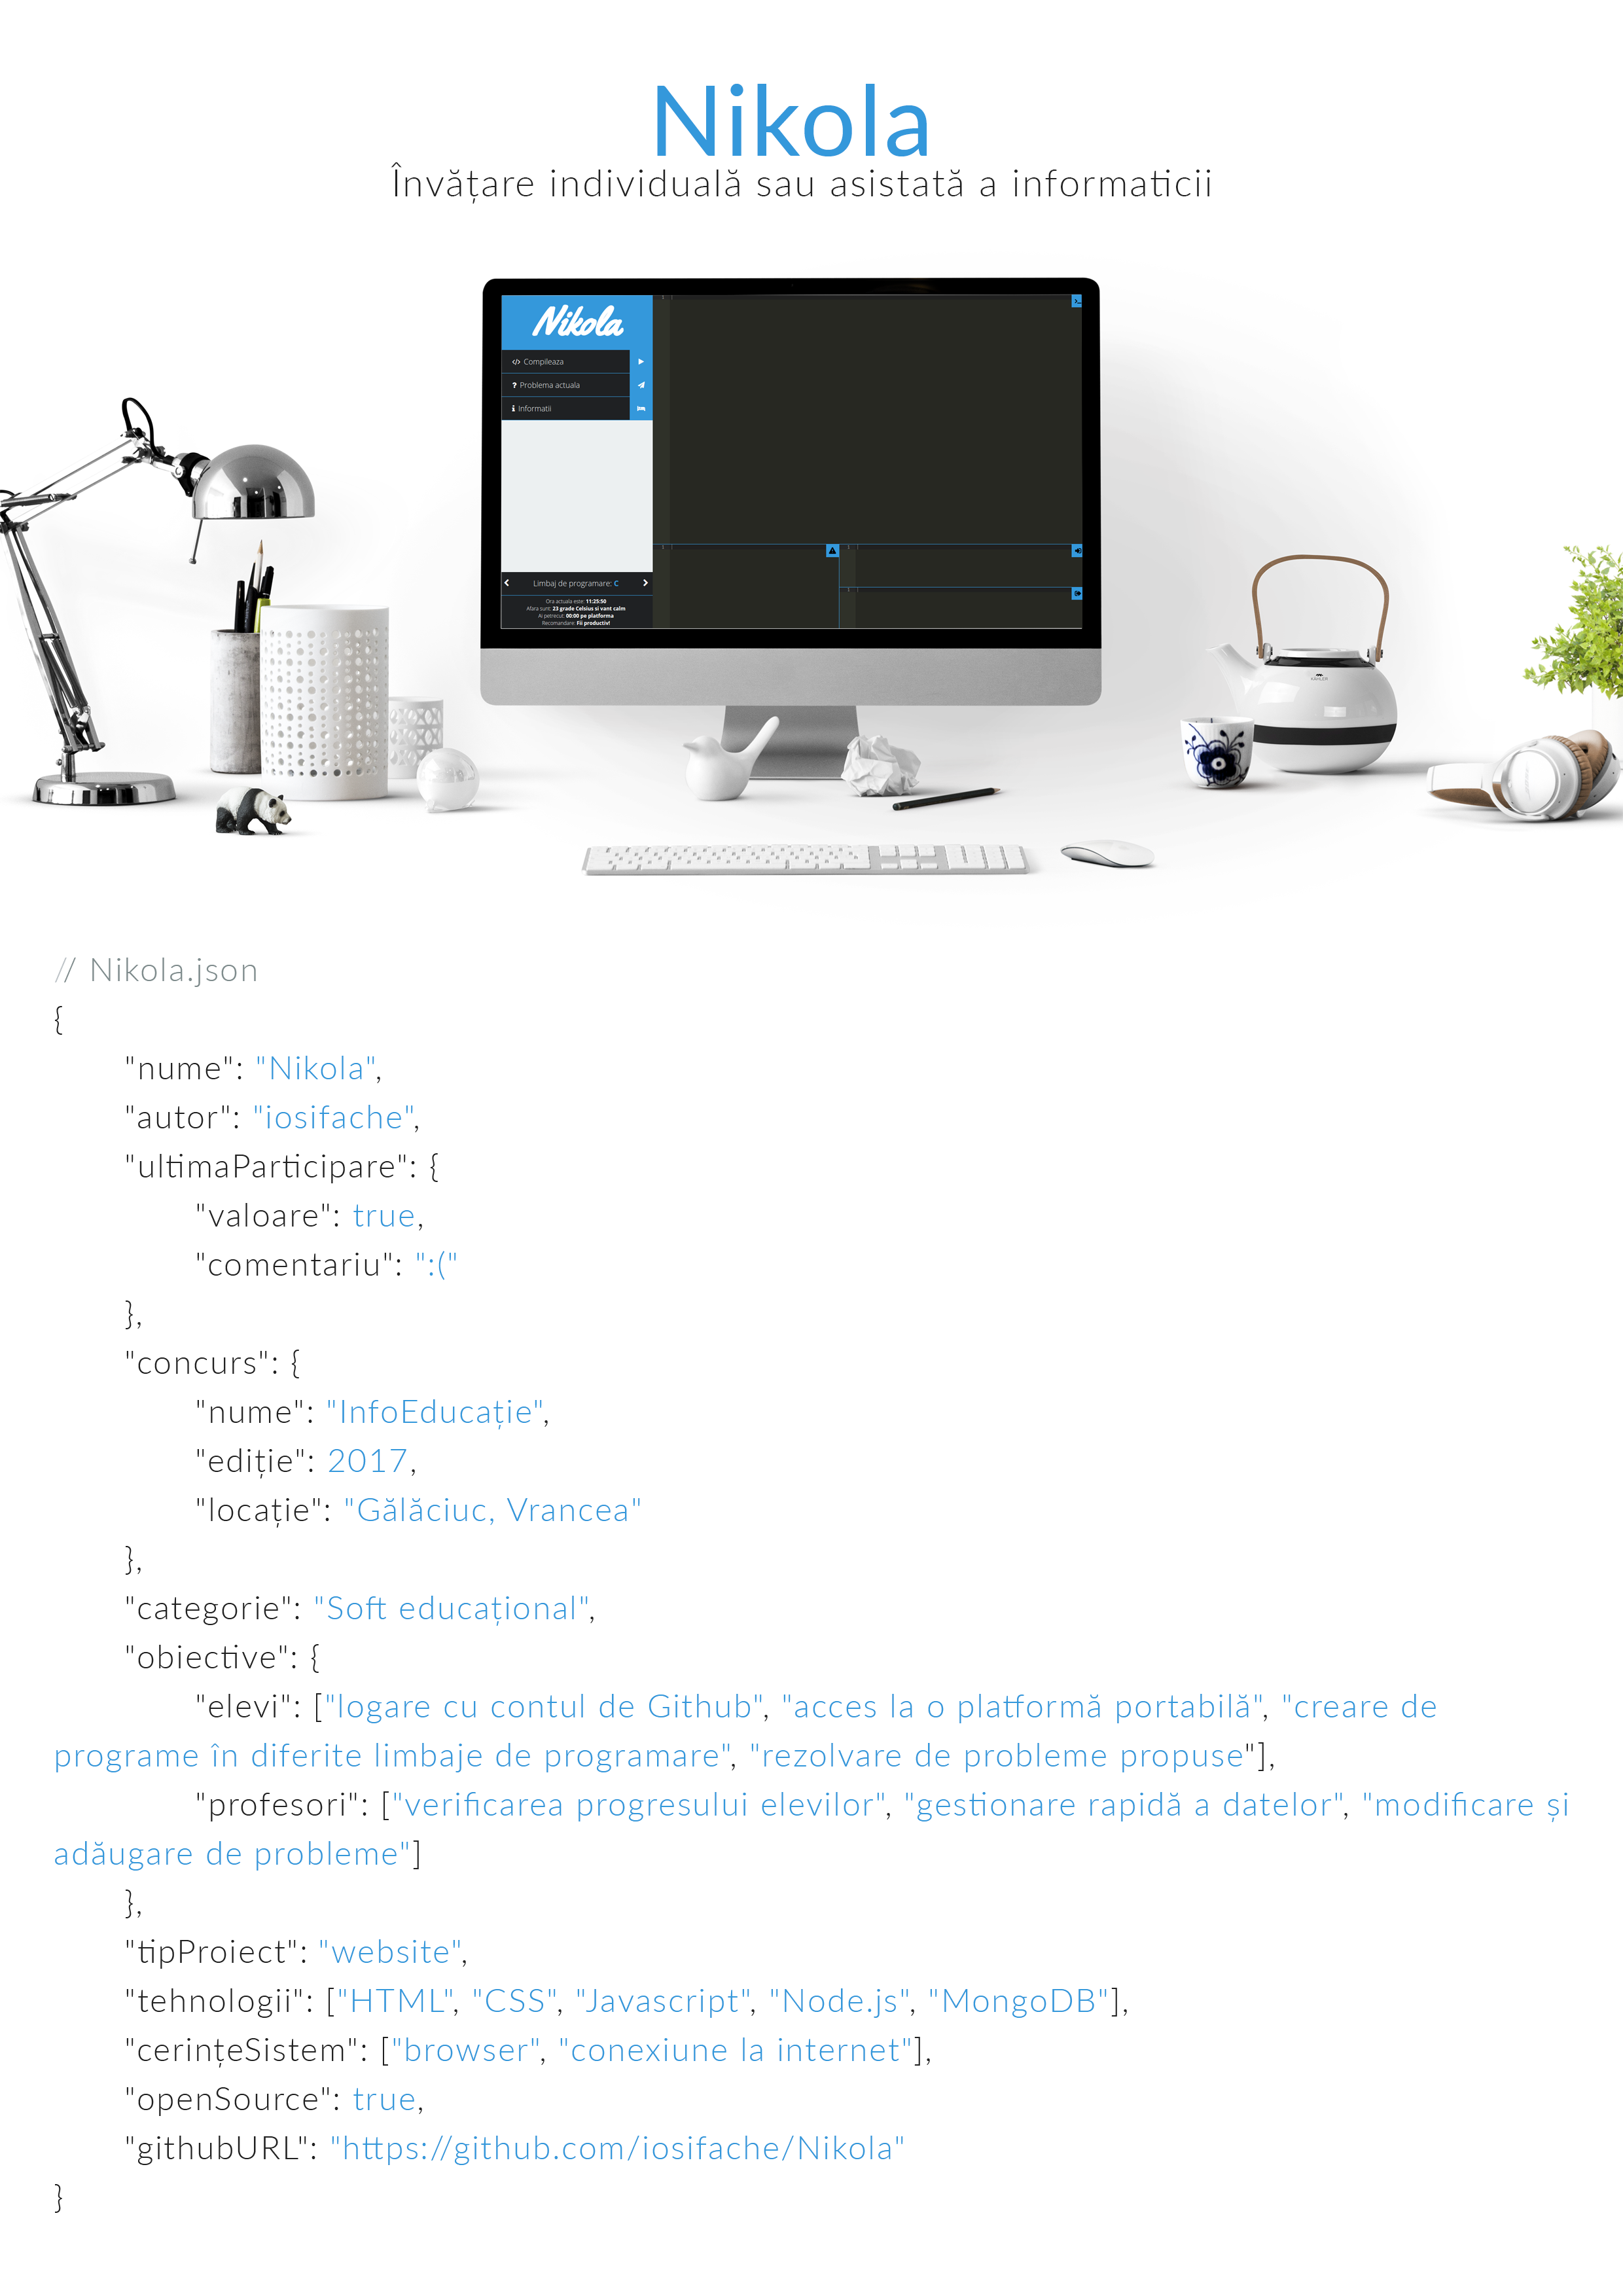 Nikola
Învățare individuală sau asistată a informaticii
Nikola
</> Compileaza
? Problema actuala
i Informatii
Limbaj de programare: C
Ora actuala este: 11:25:50
Afara sunt: 23 grade Celsius si vant calm
Ai petrecut: 00:00 pe platforma
Recomandare: Fii productiv!
KÄHLER
// Nikola.json
{
"nume": "Nikola",
"autor": "iosifache",
"ultimaParticipare": {
"valoare": true,
"comentariu": ":("
},
"concurs": {
"nume": "InfoEducație",
"ediție": 2017,
"locație": "Gălăciuc, Vrancea"
},
"categorie": "Soft educațional",
"obiective": {
"elevi": ["logare cu contul de Github", "acces la o platformă portabilă", "creare de
programe în diferite limbaje de programare", "rezolvare de probleme propuse"],
"profesori": ["verificarea progresului elevilor", "gestionare rapidă a datelor", "modificare și
adăugare de probleme"]
},
"tipProiect": "website",
"tehnologii": ["HTML", "CSS", "Javascript", "Node.js", "MongoDB"],
"cerințeSistem": ["browser", "conexiune la internet"],
"openSource": true,
"githubURL": "https://github.com/iosifache/Nikola"
}